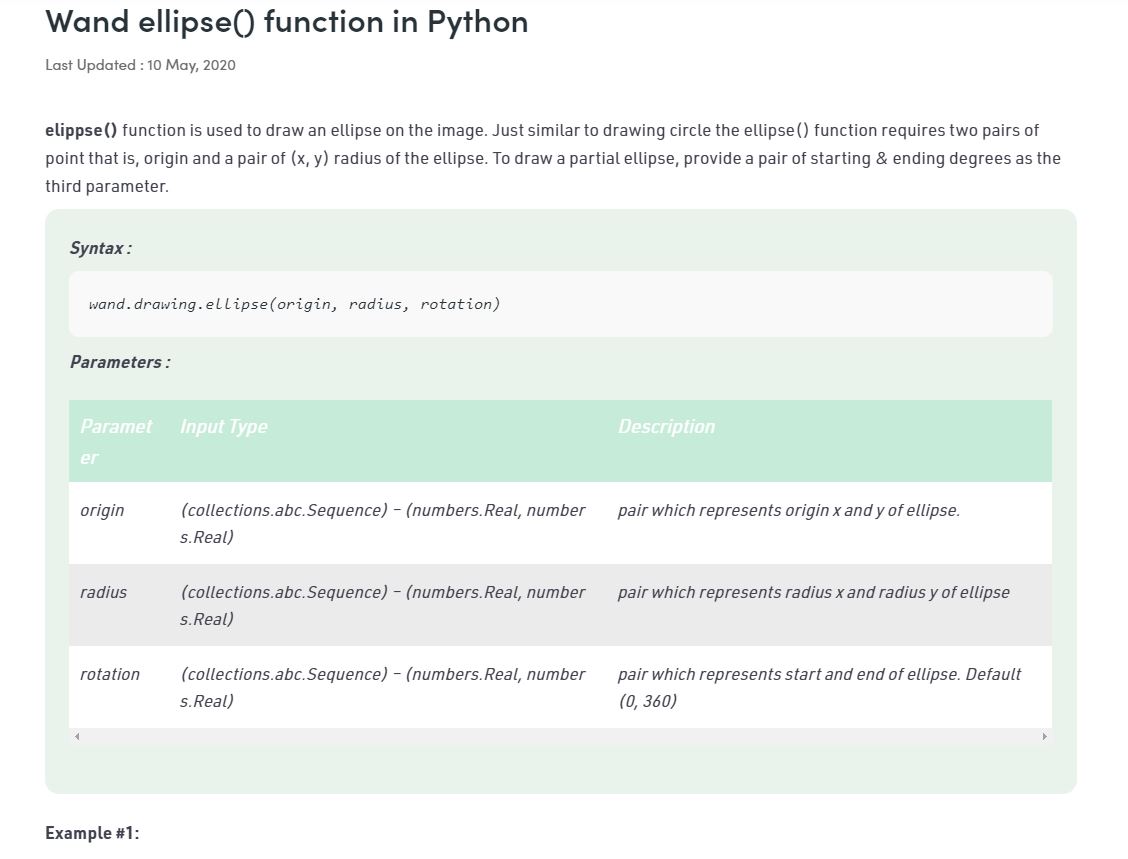 Wand ellipse() function in Python
Last Updated : 10 May, 2020
elippse() function is used to draw an ellipse on the image. Just similar to drawing circle the ellipse() function requires two pairs of
point that is, origin and a pair of (x, y) radius of the ellipse. To draw a partial ellipse, provide a pair of starting & ending degrees as the
third parameter.
Syntax :
wand.drawing.ellipse(origin, radius, rotation)
Parameters :
Paramet Input Type Description
er
origin (collections.abc.Sequence) – (numbers.Real, number pair which represents origin x and y of ellipse.
s.Real)
radius (collections.abc.Sequence) – (numbers.Real, number pair which represents radius x and radius y of ellipse
s.Real)
rotation (collections.abc.Sequence) – (numbers.Real, number pair which represents start and end of ellipse. Default
s.Real) (0, 360)
Example #1: